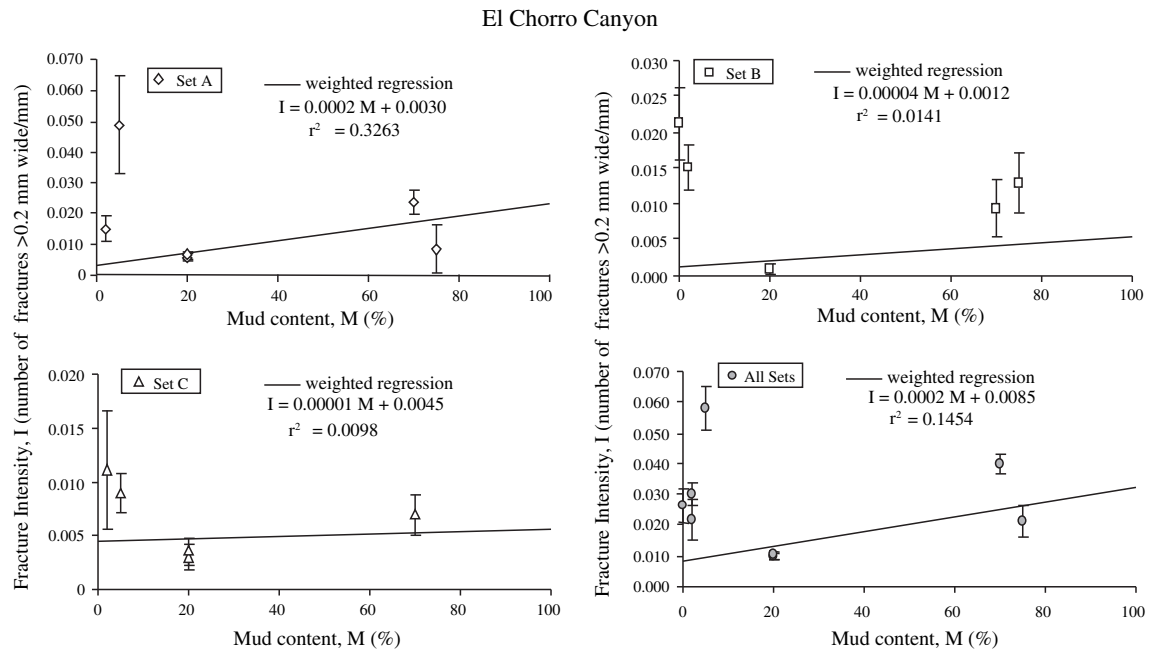 El Chorro Canyon
Fracture Intensity, I (number of fractures >0.2 mm wide/mm)
0.070
0.060
0.050
0.040
0.030
0.020
0.010
0
Set A
weighted regression
I = 0.0002 M + 0.0030
r² = 0.3263
0 20 40 60 80 100
Mud content, M (%)
Fracture Intensity, I (number of fractures >0.2 mm wide/mm)
0.030
0.025
0.020
0.015
0.010
0.005
0.000
Set B
weighted regression
I = 0.00004 M + 0.0012
r² = 0.0141
0 20 40 60 80 100
Mud content, M (%)
0.020
0.015
0.010
0.005
0
Set C
weighted regression
I = 0.00001 M + 0.0045
r² = 0.0098
0 20 40 60 80 100
Mud content, M (%)
0.070
0.060
0.050
0.040
0.030
0.020
0.010
0.000
All Sets
weighted regression
I = 0.0002 M + 0.0085
r² = 0.1454
0 20 40 60 80 100
Mud content, M (%)